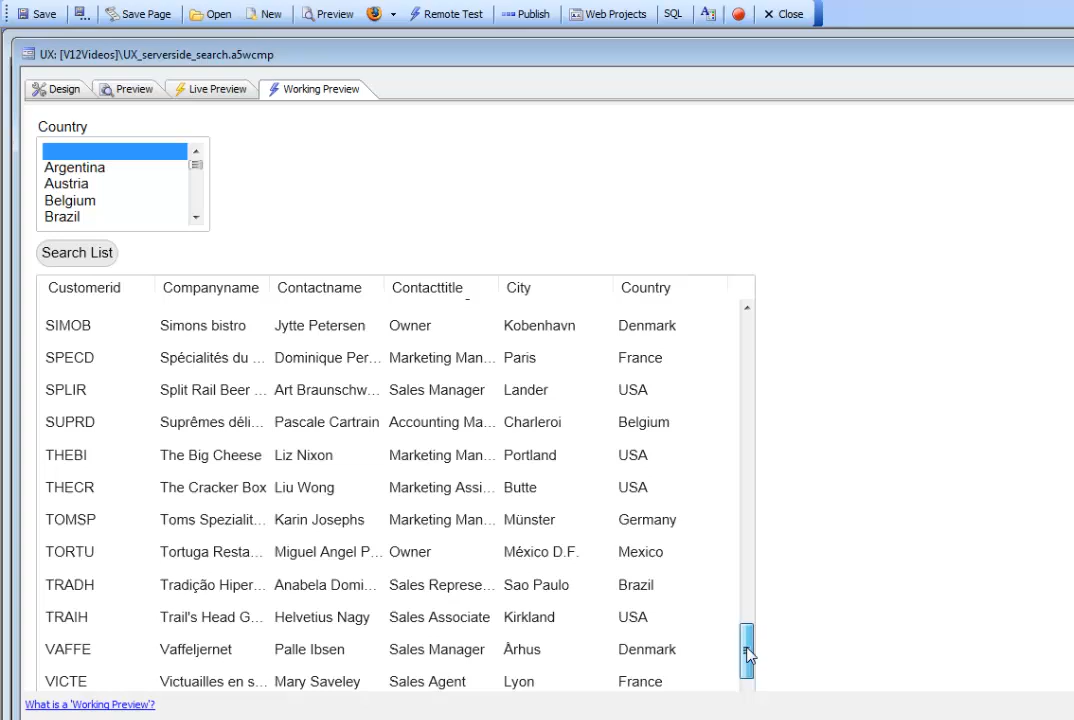 Save Save Page Open New Preview Remote Test Publish Web Projects SQL A Close
UX: [V12Videos]\UX_serverside_search.a5wcmp
Design Preview Live Preview Working Preview
Country
Argentina
Austria
Belgium
Brazil
Search List
Customerid Companyname Contactname Contacttitle City Country
SIMOB Simons bistro Jytte Petersen Owner Kobenhavn Denmark
SPECD Spécialités du ... Dominique Per... Marketing Man... Paris France
SPLIR Split Rail Beer ... Art Braunschw... Sales Manager Lander USA
SUPRD Suprêmes déli... Pascale Cartrain Accounting Ma... Charleroi Belgium
THEBI The Big Cheese Liz Nixon Marketing Man... Portland USA
THECR The Cracker Box Liu Wong Marketing Assi... Butte USA
TOMSP Toms Spezialit... Karin Josephs Marketing Man... Münster Germany
TORTU Tortuga Resta... Miguel Angel P... Owner México D.F. Mexico
TRADH Tradição Hiper... Anabela Domi... Sales Represe... Sao Paulo Brazil
TRAIH Trail's Head G... Helvetius Nagy Sales Associate Kirkland USA
VAFFE Vaffeljernet Palle Ibsen Sales Manager Århus Denmark
VICTE Victuailles en s... Mary Saveley Sales Agent Lyon France
What is a 'Working Preview'?